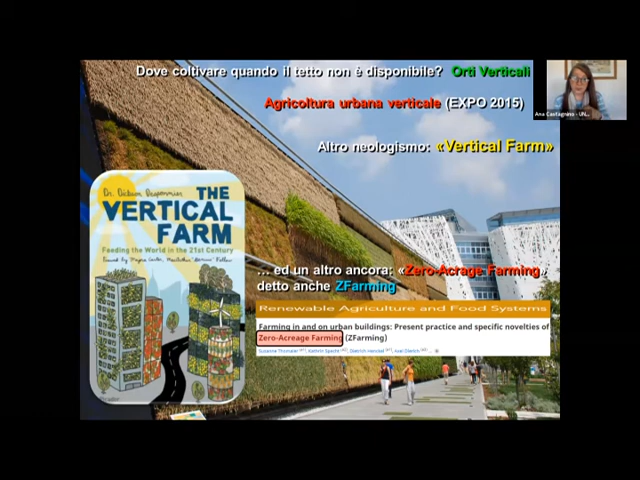 Dove coltivare quando il tetto non è disponibile? Orti Verticali
Agricoltura urbana verticale (EXPO 2015)
Altro neologismo: «Vertical Farm»
Dr. Dickson Despommier
THE
VERTICAL
FARM
Feeding the World in the 21st Century
... ed un altro ancora: «Zero-Acrage Farming»
detto anche ZFarming
Renewable Agriculture and Food Systems
Farming in and on urban buildings: Present practice and specific novelties of
Zero-Acreage Farming (ZFarming)
Ana Castagnino - UN...